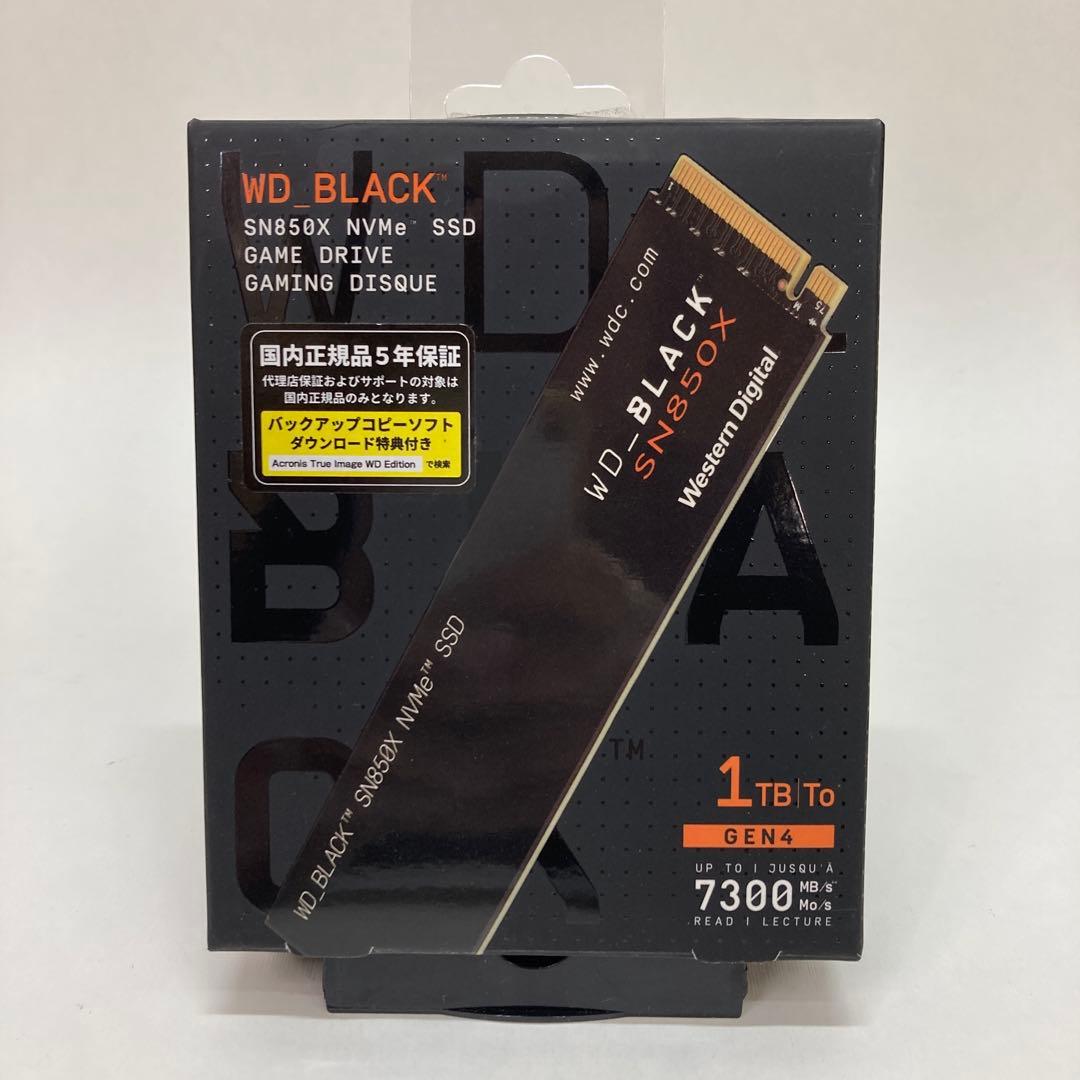 WD_BLACK™
SN850X NVMe™ SSD
GAME DRIVE
GAMING DISQUE
国内正規品5年保証
代理店保証およびサポートの対象は
国内正規品のみとなります。
バックアップコピーソフト
ダウンロード特典付き
Acronis True Image WD Edition で検索
www.wdc.com
WD_BLACK™
SN850X
Western Digital
1
M
75
WD_BLACK™ SN850X NVMe™ SSD
TM
1TB|To
GEN4
UP TO | JUSQU'À
7300 MB/s**
Mo/s
READ | LECTURE